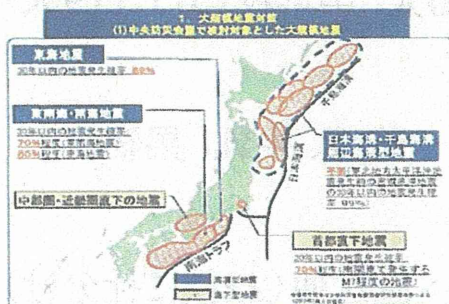 1. 大規模地震対策
(1)中央防災会議で検討対象とした大規模地震
東海地震
30年以内の地震発生確率 88%
東南海・南海地震
30年以内の地震発生確率
70%程度(東南海地震)
60%程度(南海地震)
中部圏・近畿圏直下の地震
南海トラフ
日本海溝
千島海溝
日本海溝・千島海溝
周辺海溝型地震
首都直下地震
30年以内の地震発生確率
70%程度(南関東で発生する
M7程度の地震)
海溝型地震
直下型地震